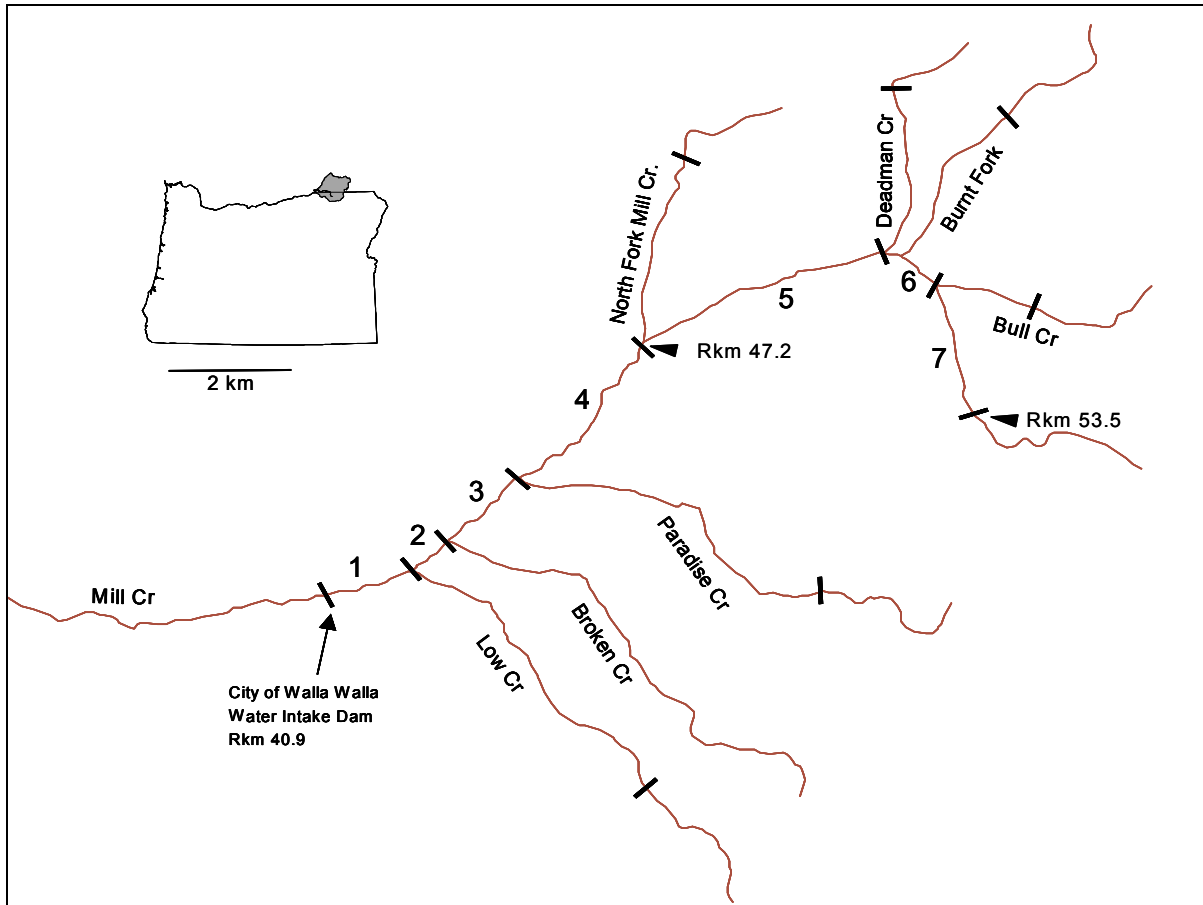 Deadman Cr
Burnt Fork
North Fork Mill Cr.
5
6
Bull Cr
7
Rkm 47.2
2 km
4
Rkm 53.5
3
Paradise Cr
2
1
Mill Cr
Broken Cr
Low Cr
City of Walla Walla
Water Intake Dam
Rkm 40.9